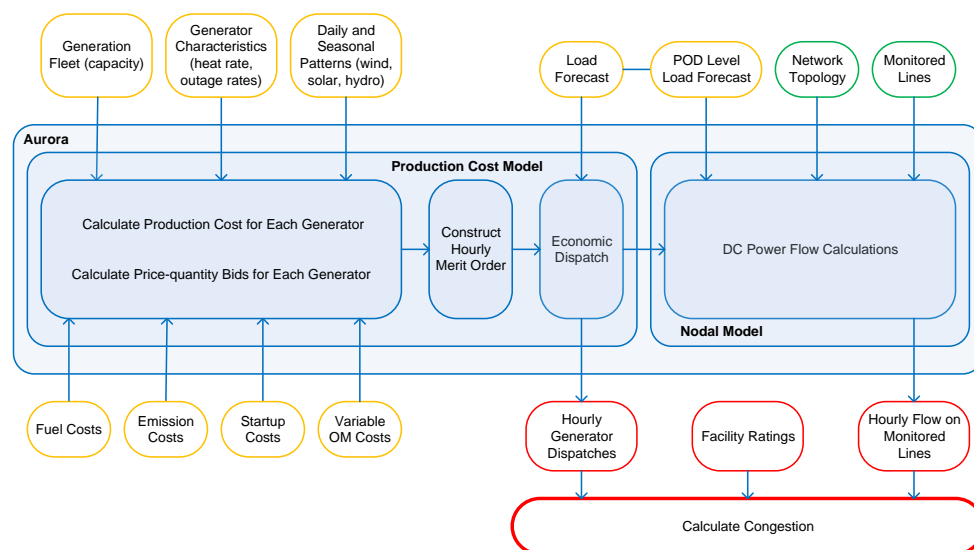 Generation
Fleet (capacity)
Generator
Characteristics
(heat rate,
outage rates)
Daily and
Seasonal
Patterns (wind,
solar, hydro)
Load
Forecast
POD Level
Load Forecast
Network
Topology
Monitored
Lines
Aurora
Production Cost Model
Calculate Production Cost for Each Generator
Calculate Price-quantity Bids for Each Generator
Construct
Hourly
Merit Order
Economic
Dispatch
DC Power Flow Calculations
Nodal Model
Fuel Costs
Emission
Costs
Startup
Costs
Variable
OM Costs
Hourly
Generator
Dispatches
Facility Ratings
Hourly Flow on
Monitored
Lines
Calculate Congestion